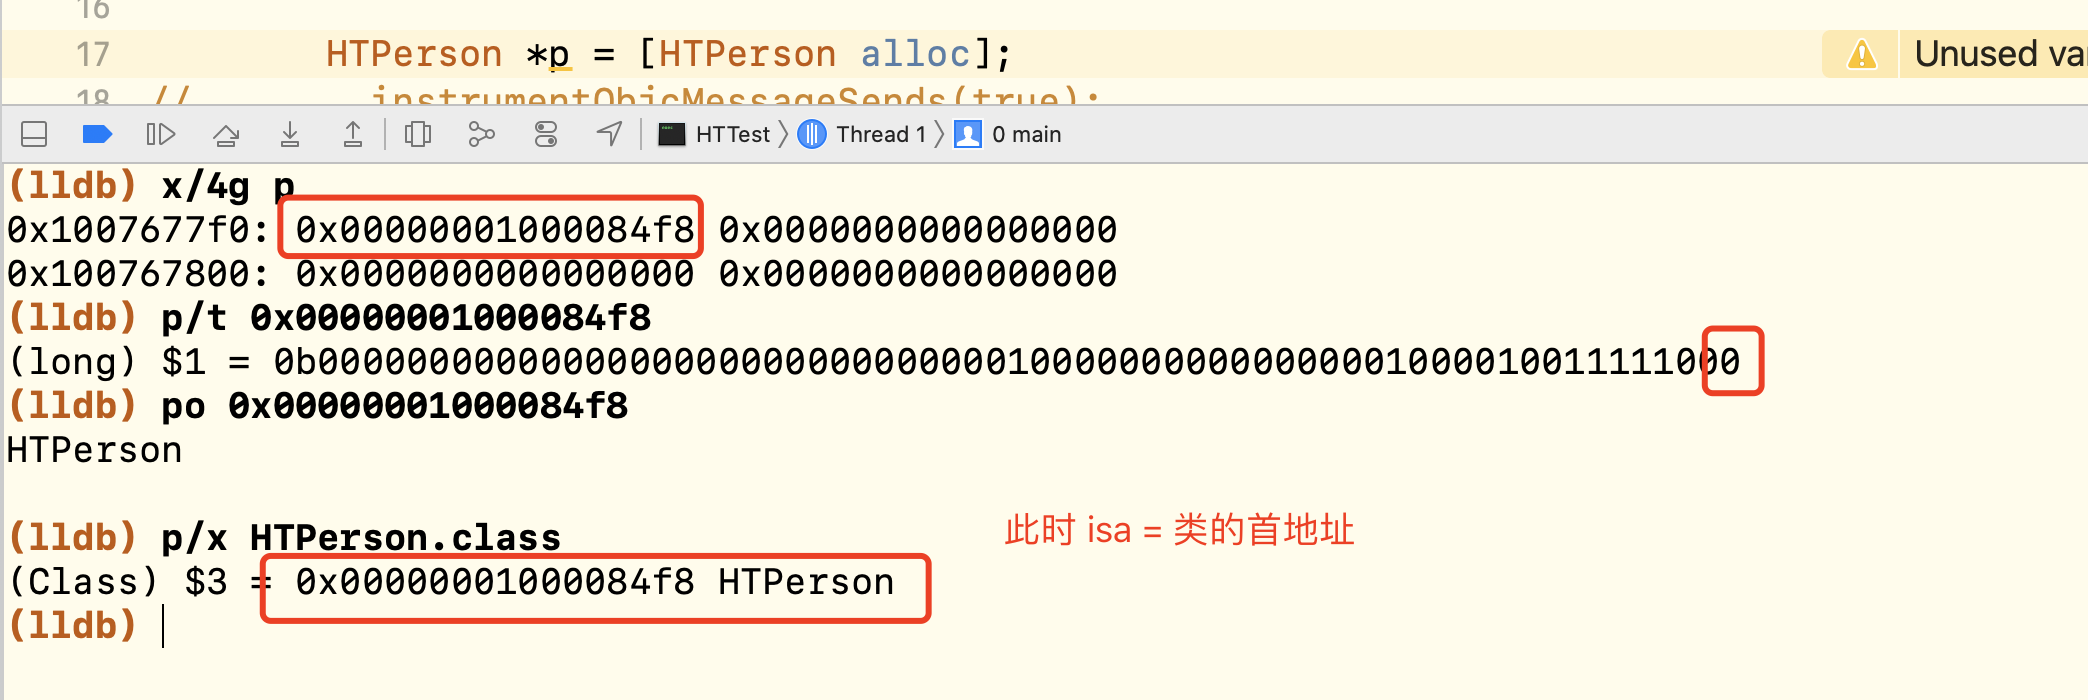 16
17 HTPerson *p = [HTPerson alloc]; Unused var
18 // instrumentObjcMessageSends(true);
HTTest Thread 1 0 main
(lldb) x/4g p
0x1007677f0: 0x00000001000084f8 0x0000000000000000
0x100767800: 0x0000000000000000 0x0000000000000000
(lldb) p/t 0x00000001000084f8
(long) $1 = 0b0000000000000000000000000000000100000000000000001000010011111000
(lldb) po 0x00000001000084f8
HTPerson
(lldb) p/x HTPerson.class
此时 isa = 类的首地址
(Class) $3 = 0x00000001000084f8 HTPerson
(lldb)